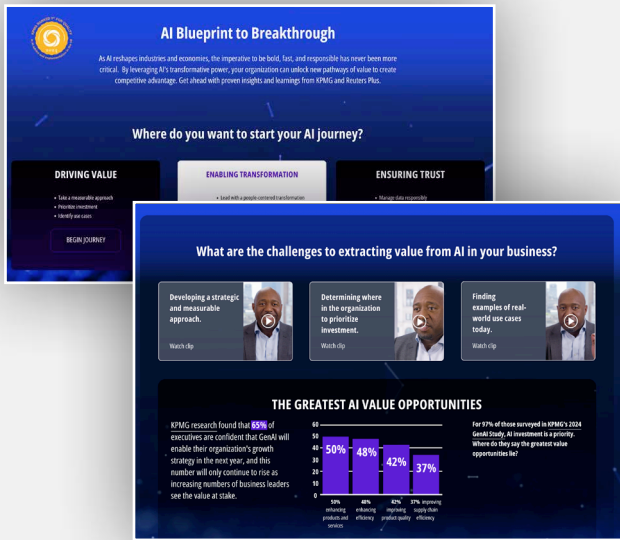 AI Blueprint to Breakthrough
As AI reshapes industries and economies, the imperative to be bold, fast, and responsible has never been more
critical. By leveraging AI's transformative power, your organization can unlock new pathways of value to create
competitive advantage. Get ahead with proven insights and learnings from KPMG and Reuters Plus.
Where do you want to start your AI journey?
DRIVING VALUE
• Take a measurable approach
• Prioritize investment
• Identify use cases
BEGIN JOURNEY
ENABLING TRANSFORMATION
• Lead with a people-centered transformation
ENSURING TRUST
• Manage data responsibly
What are the challenges to extracting value from AI in your business?
Developing a strategic
and measurable
approach.
Watch clip
Determining where
in the organization
to prioritize
investment.
Watch clip
Finding
examples of real-
world use cases
today.
Watch clip
THE GREATEST AI VALUE OPPORTUNITIES
KPMG research found that 65% of
executives are confident that GenAI will
enable their organization's growth
strategy in the next year, and this
number will only continue to rise as
increasing numbers of business leaders
see the value at stake.
60
50
40
30
20
10
0
50%
48%
42%
37%
50%
enhancing
products and
services
48%
enhancing
efficiency
42%
improving
product quality
37% improving
supply chain
efficiency
For 97% of those surveyed in KPMG's 2024
GenAI Study, AI investment is a priority.
Where do they say the greatest value
opportunities lie?